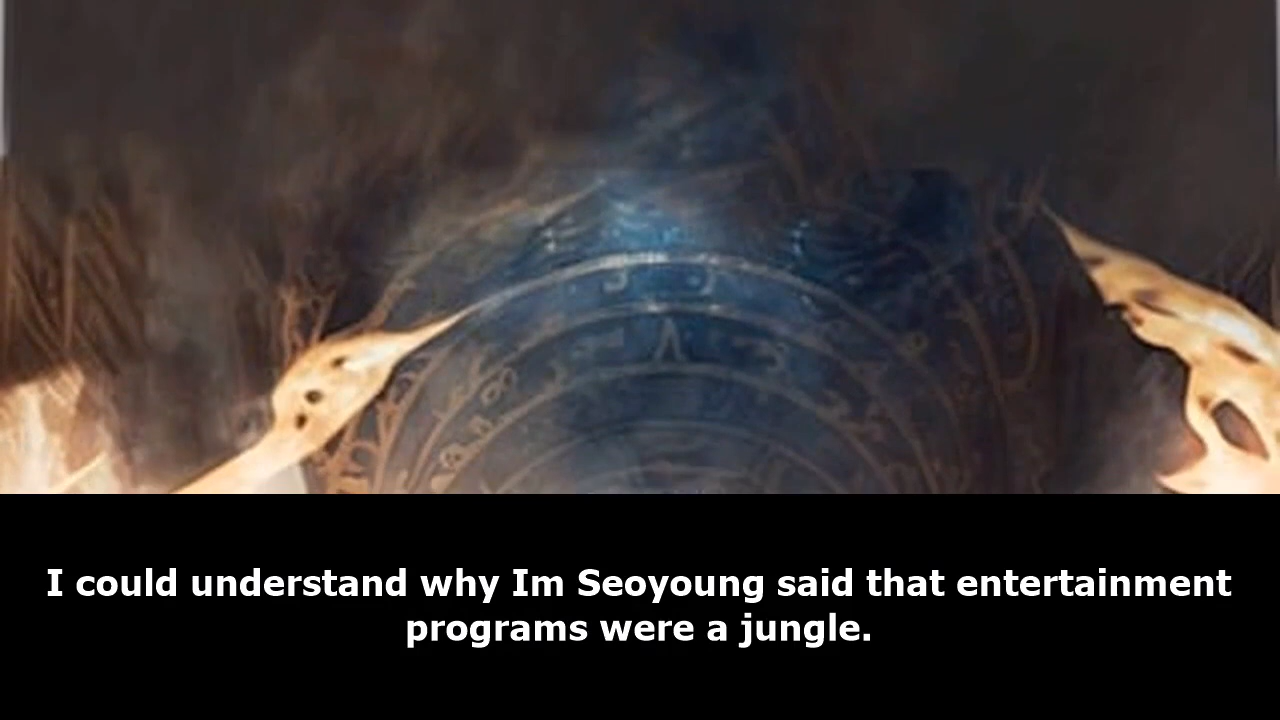 I could understand why Im Seoyoung said that entertainment
programs were a jungle.